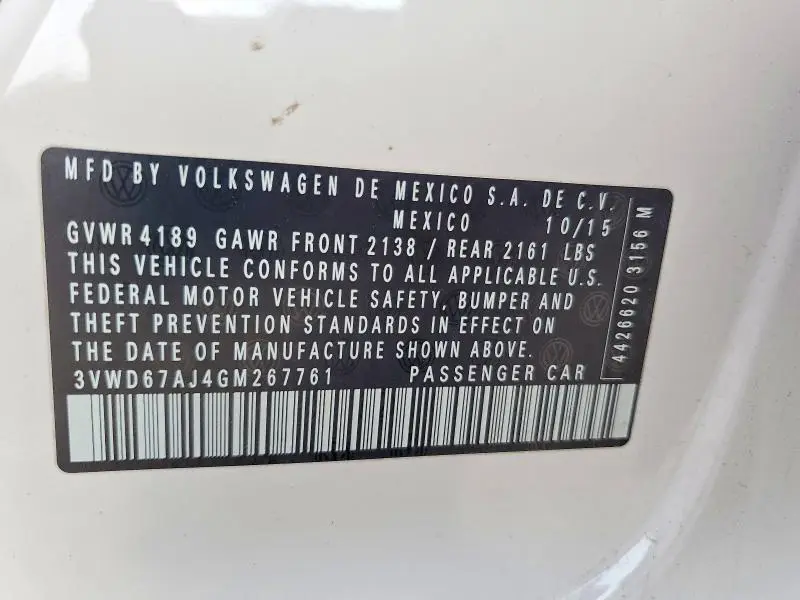 MFD BY VOLKSWAGEN DE MEXICO S.A. DE C.V.
MEXICO 10/15
GVWR 4189 GAWR FRONT 2138 / REAR 2161 LBS
THIS VEHICLE CONFORMS TO ALL APPLICABLE U.S.
FEDERAL MOTOR VEHICLE SAFETY, BUMPER AND
THEFT PREVENTION STANDARDS IN EFFECT ON
THE DATE OF MANUFACTURE SHOWN ABOVE.
3VWD67AJ4GM267761 PASSENGER CAR
4426620 3156 M